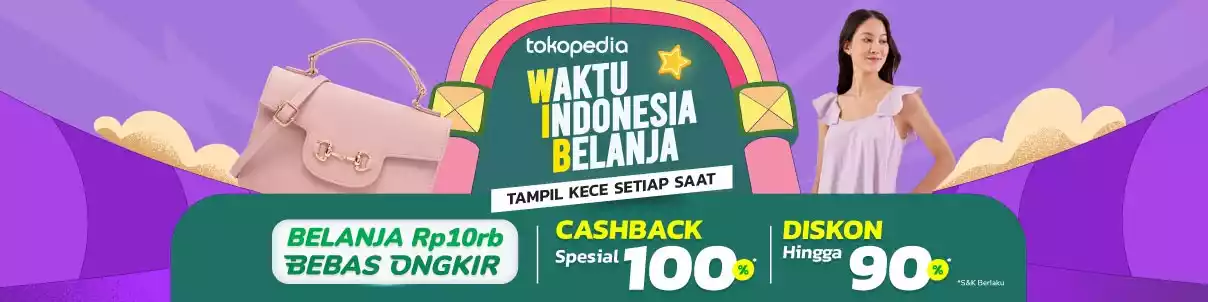 tokopedia
WAKTU
INDONESIA
BELANJA
TAMPIL KECE SETIAP SAAT
BELANJA Rp10rb
BEBAS ONGKIR
CASHBACK
Spesial 100%*
DISKON
Hingga 90%*
*S&K Berlaku